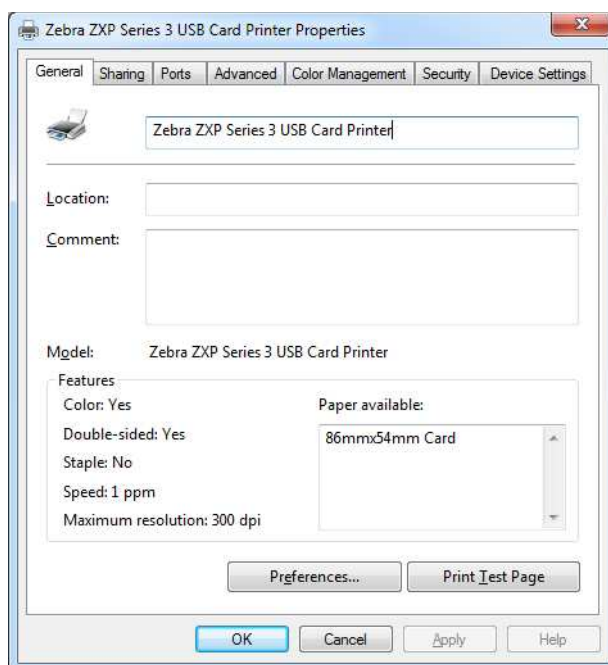 Zebra ZXP Series 3 USB Card Printer Properties
General Sharing Ports Advanced Color Management Security Device Settings
Zebra ZXP Series 3 USB Card Printer
Location:
Comment:
Model: Zebra ZXP Series 3 USB Card Printer
Features
Color: Yes Paper available:
Double-sided: Yes 86mmx54mm Card
Staple: No
Speed: 1 ppm
Maximum resolution: 300 dpi
Preferences... Print Test Page
OK Cancel Apply Help